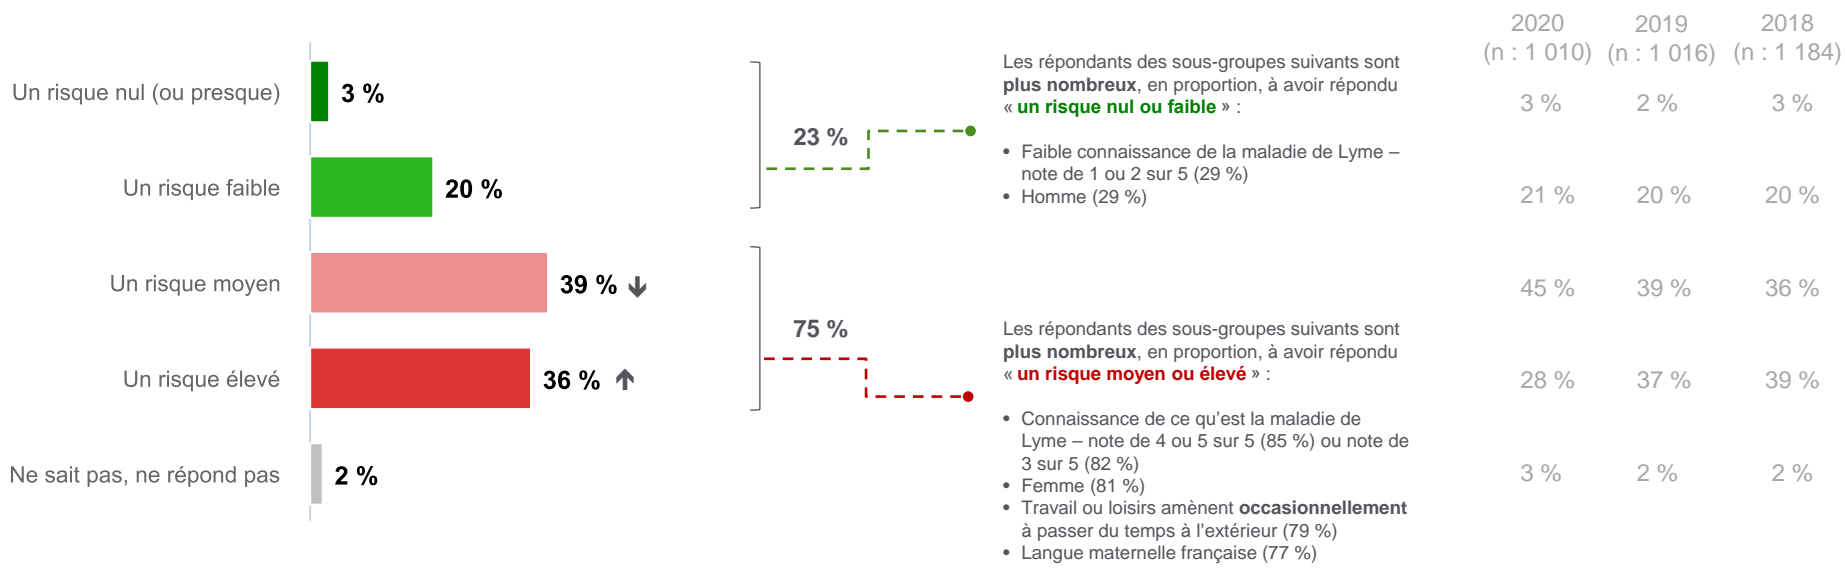 2020
(n : 1 010)
2019
(n : 1 016)
2018
(n : 1 184)
Un risque nul (ou presque)
3 %
3 %
2 %
3 %
Un risque faible
20 %
21 %
20 %
20 %
23 %
Les répondants des sous-groupes suivants sont
plus nombreux, en proportion, à avoir répondu
« un risque nul ou faible » :
• Faible connaissance de la maladie de Lyme –
note de 1 ou 2 sur 5 (29 %)
• Homme (29 %)
Un risque moyen
39 %
45 %
39 %
36 %
Un risque élevé
36 %
28 %
37 %
39 %
75 %
Les répondants des sous-groupes suivants sont
plus nombreux, en proportion, à avoir répondu
« un risque moyen ou élevé » :
• Connaissance de ce qu’est la maladie de
Lyme – note de 4 ou 5 sur 5 (85 %) ou note de
3 sur 5 (82 %)
• Femme (81 %)
• Travail ou loisirs amènent occasionnellement
à passer du temps à l’extérieur (79 %)
• Langue maternelle française (77 %)
Ne sait pas, ne répond pas
2 %
3 %
2 %
2 %